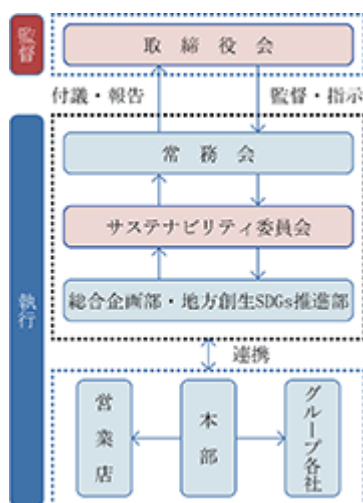 監督
取締役会
付議・報告
監督・指示
執行
常務会
サステナビリティ委員会
総合企画部・地方創生SDGs推進部
連携
営業店
本部
グループ各社